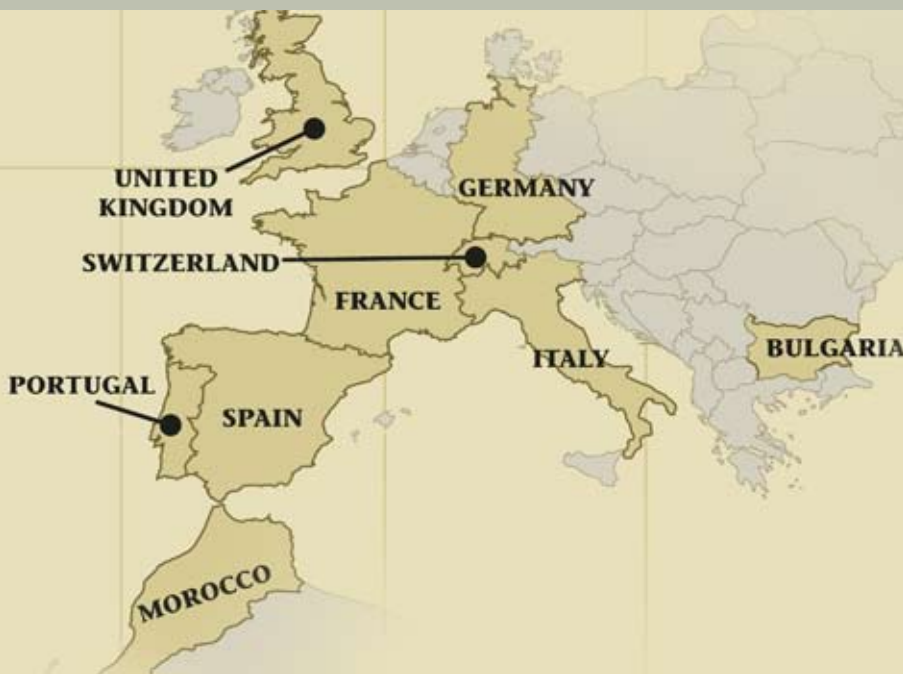 UNITED
KINGDOM
GERMANY
SWITZERLAND
FRANCE
ITALY
BULGARIA
PORTUGAL
SPAIN
MOROCCO